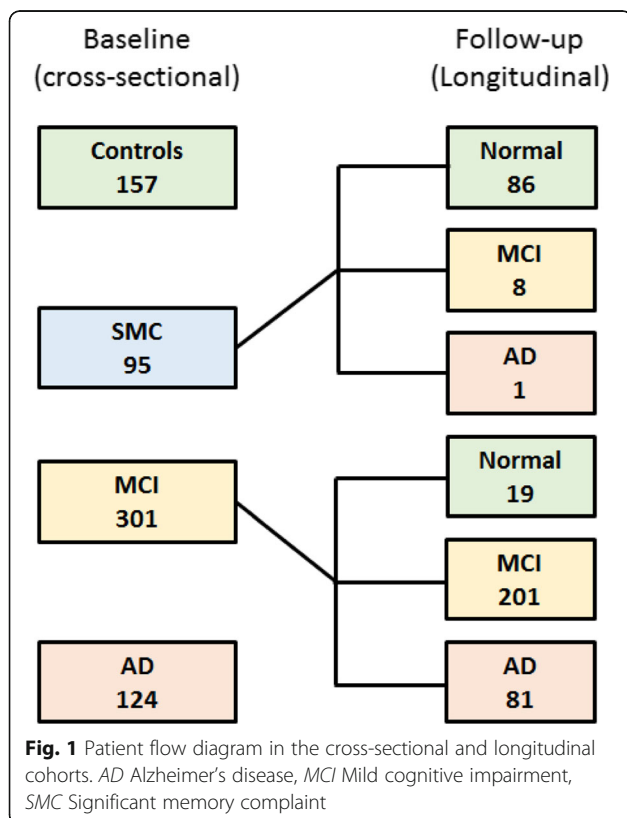 Baseline
(cross-sectional)
Follow-up
(Longitudinal)
Controls
157
SMC
95
MCI
301
AD
124
Normal
86
MCI
8
AD
1
Normal
19
MCI
201
AD
81
Fig. 1 Patient flow diagram in the cross-sectional and longitudinal
cohorts. AD Alzheimer's disease, MCI Mild cognitive impairment,
SMC Significant memory complaint